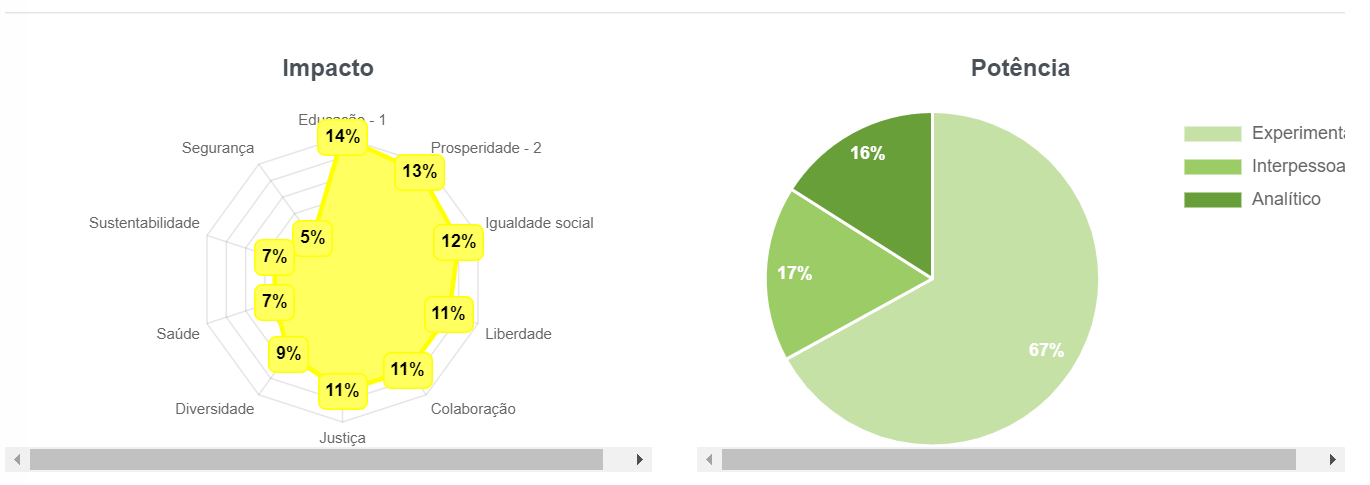 Impacto
Educação - 1
14%
Prosperidade - 2
13%
Igualdade social
12%
Liberdade
11%
Colaboração
11%
Justiça
11%
Diversidade
9%
Saúde
7%
Sustentabilidade
7%
Segurança
5%
Potência
16%
17%
67%
Experimenta
Interpessoa
Analítico